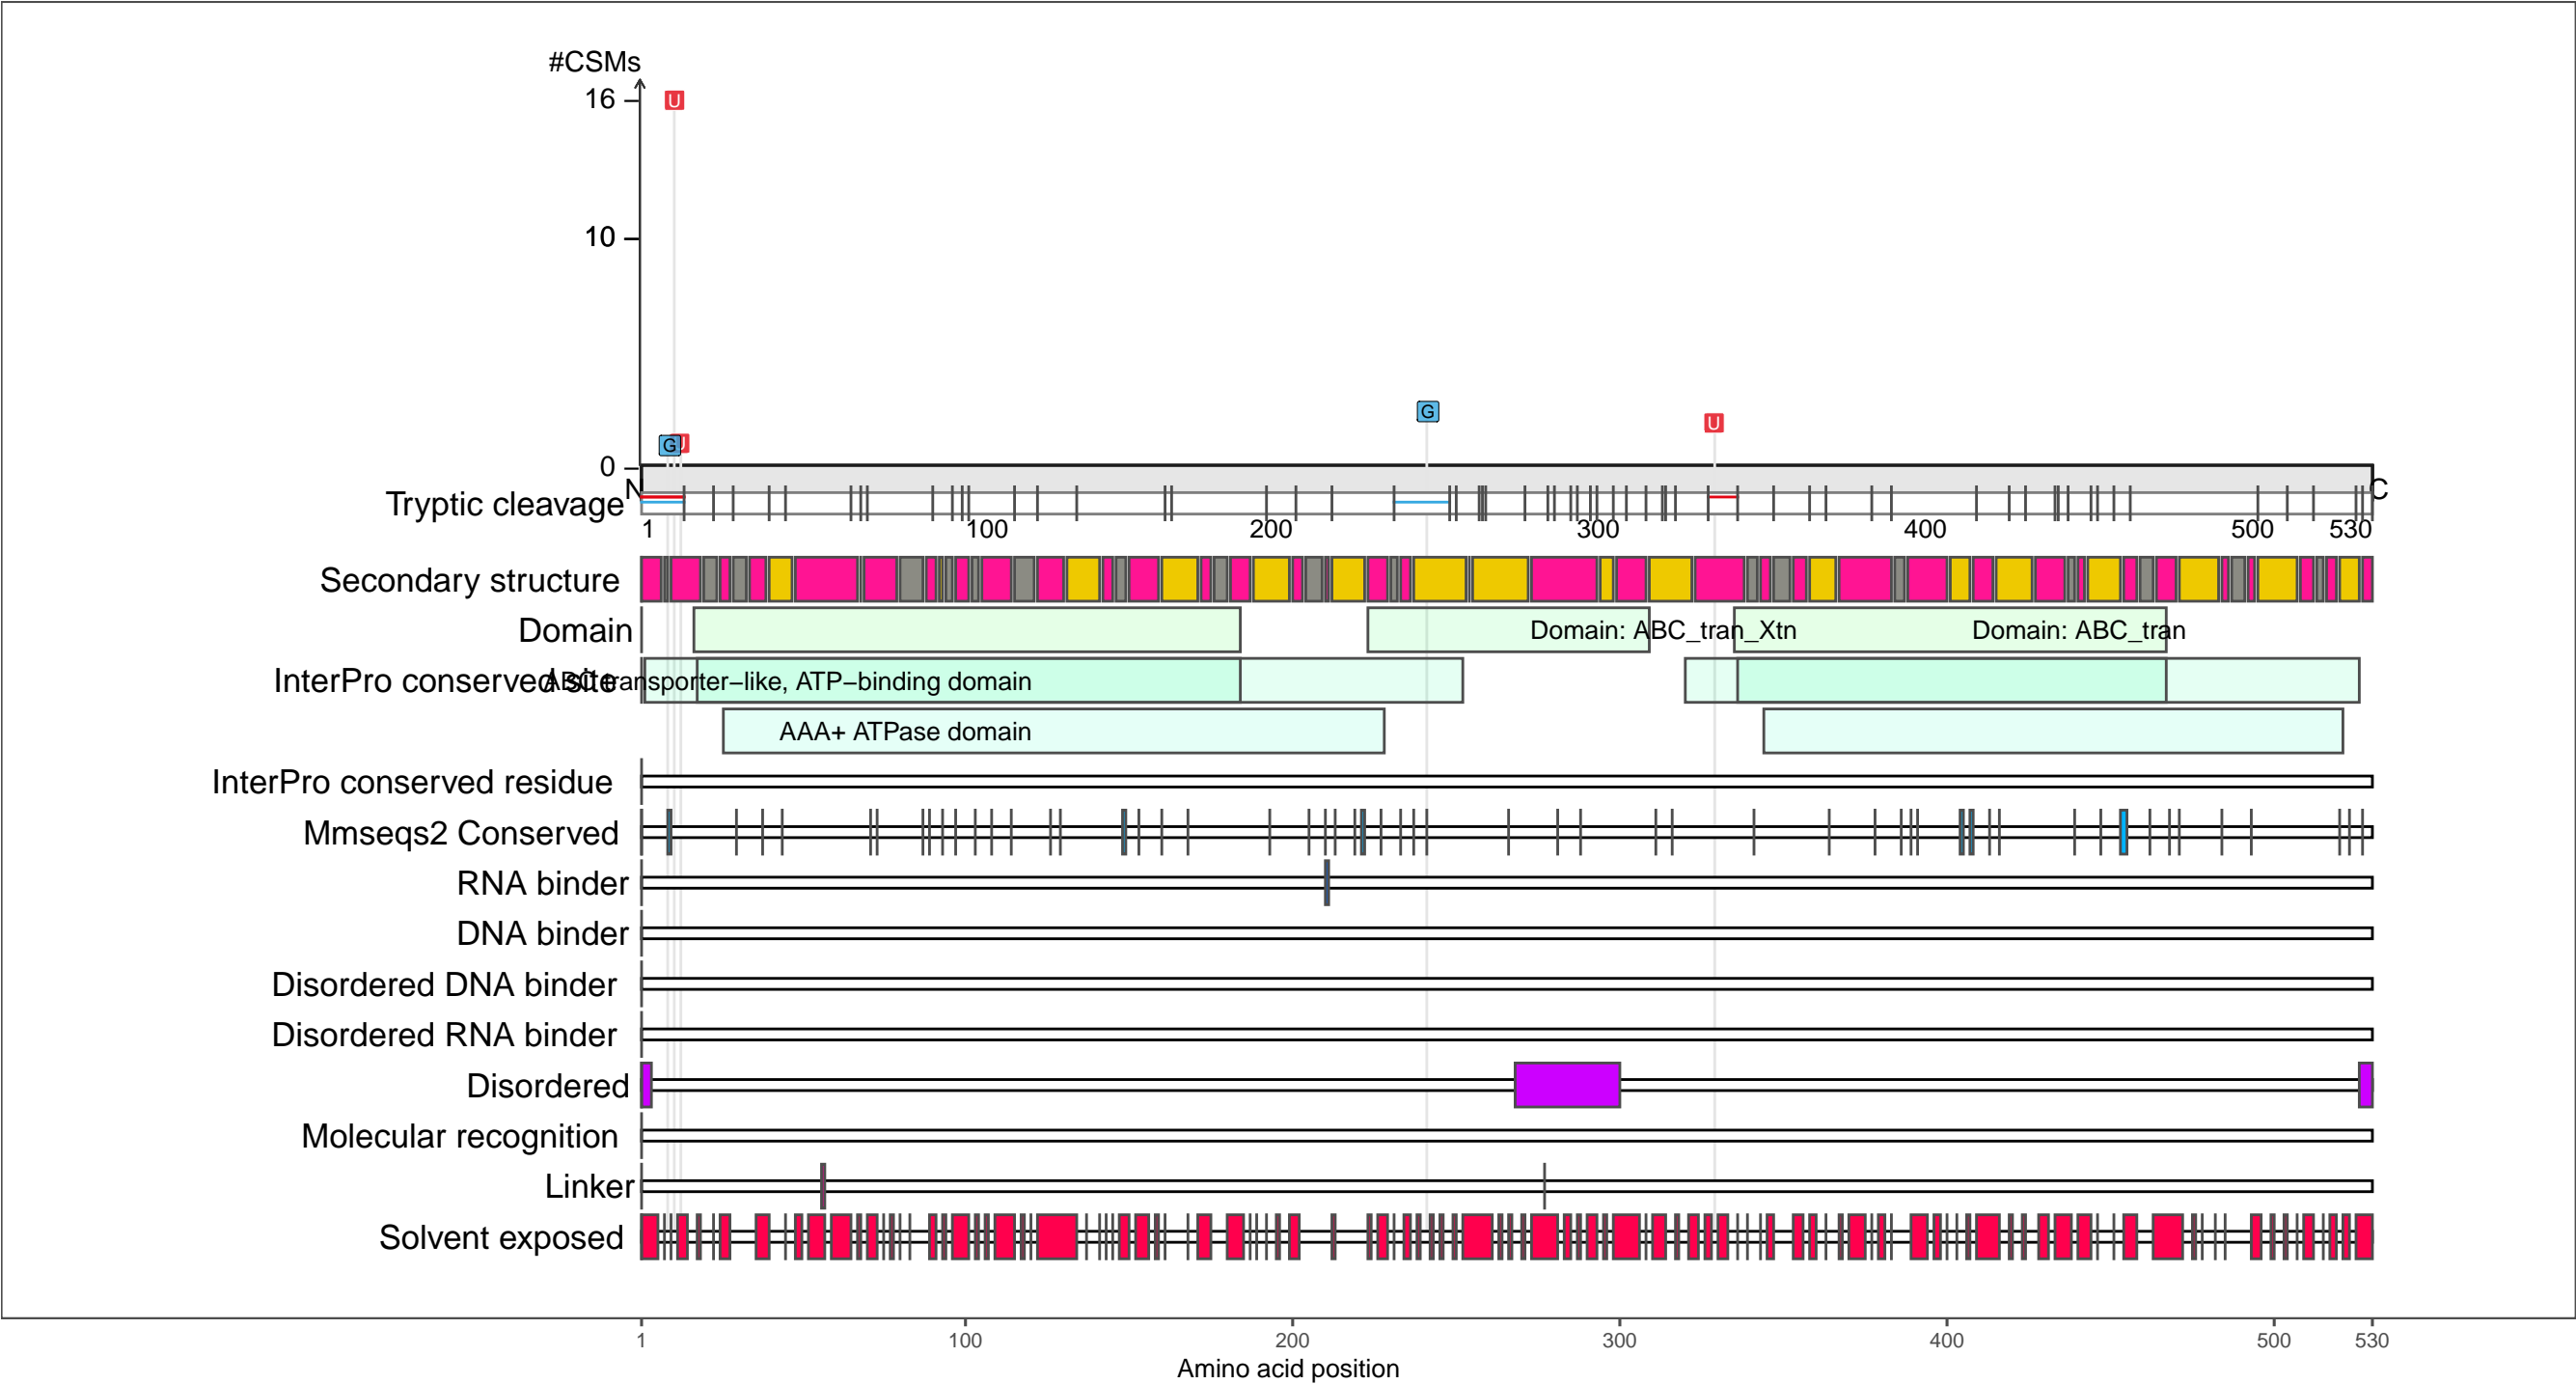 #CSMs
16
U
10
G
U
G
U
0
N
C
Tryptic cleavage
1 100 200 300 400 500 530
Secondary structure
Domain
Domain: ABC_tran_Xtn
Domain: ABC_tran
InterPro conserved site
ABC transporter−like, ATP−binding domain
AAA+ ATPase domain
InterPro conserved residue
Mmseqs2 Conserved
RNA binder
DNA binder
Disordered DNA binder
Disordered RNA binder
Disordered
Molecular recognition
Linker
Solvent exposed
1 100 200 300 400 500 530
Amino acid position